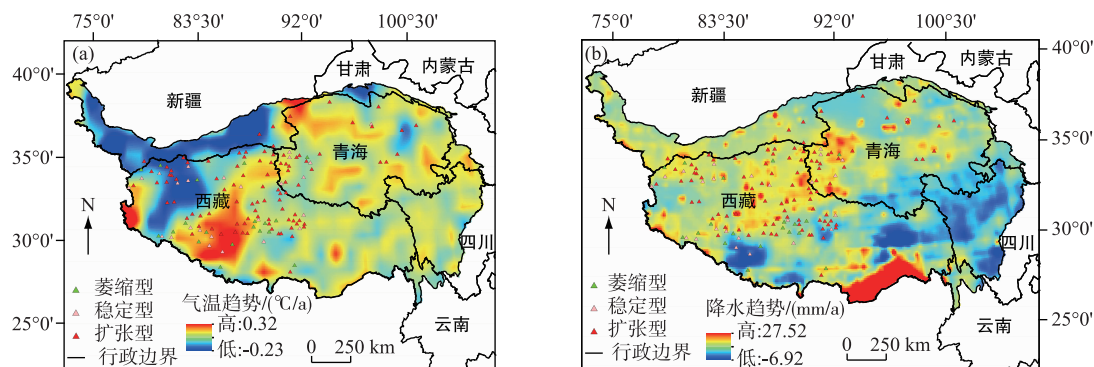 75°0'
83°30'
92°0'
100°30'
(a)
40°0'
35°0'
30°0'
25°0'
新疆
甘肃
内蒙古
青海
西藏
四川
云南
N
萎缩型
稳定型
扩张型
行政边界
气温趋势/(℃/a)
高:0.32
低:-0.23
0 250 km
75°0'
83°30'
92°0'
100°30'
(b)
40°0'
35°0'
30°0'
25°0'
新疆
甘肃
内蒙古
青海
西藏
四川
云南
N
萎缩型
稳定型
扩张型
行政边界
降水趋势/(mm/a)
高:27.52
低:-6.92
0 250 km